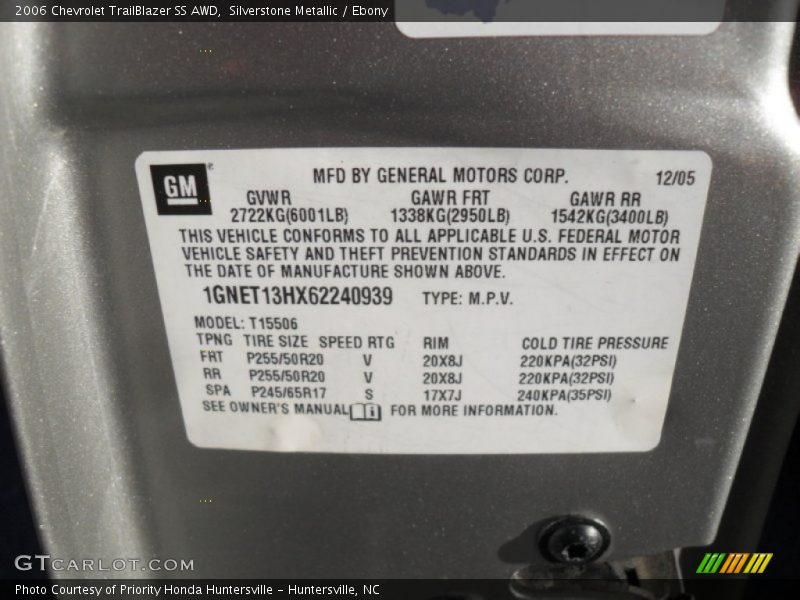 2006 Chevrolet TrailBlazer SS AWD, Silverstone Metallic / Ebony
GM
MFD BY GENERAL MOTORS CORP. 12/05
GVWR GAWR FRT GAWR RR
2722KG(6001LB) 1338KG(2950LB) 1542KG(3400LB)
THIS VEHICLE CONFORMS TO ALL APPLICABLE U.S. FEDERAL MOTOR
VEHICLE SAFETY AND THEFT PREVENTION STANDARDS IN EFFECT ON
THE DATE OF MANUFACTURE SHOWN ABOVE.
1GNET13HX62240939 TYPE: M.P.V.
MODEL: T15506
TPNG TIRE SIZE SPEED RTG RIM COLD TIRE PRESSURE
FRT P255/50R20 V 20X8J 220KPA(32PSI)
RR P255/50R20 V 20X8J 220KPA(32PSI)
SPA P245/65R17 S 17X7J 240KPA(35PSI)
SEE OWNER'S MANUAL FOR MORE INFORMATION.
GTCARLOT.COM
Photo Courtesy of Priority Honda Huntersville - Huntersville, NC